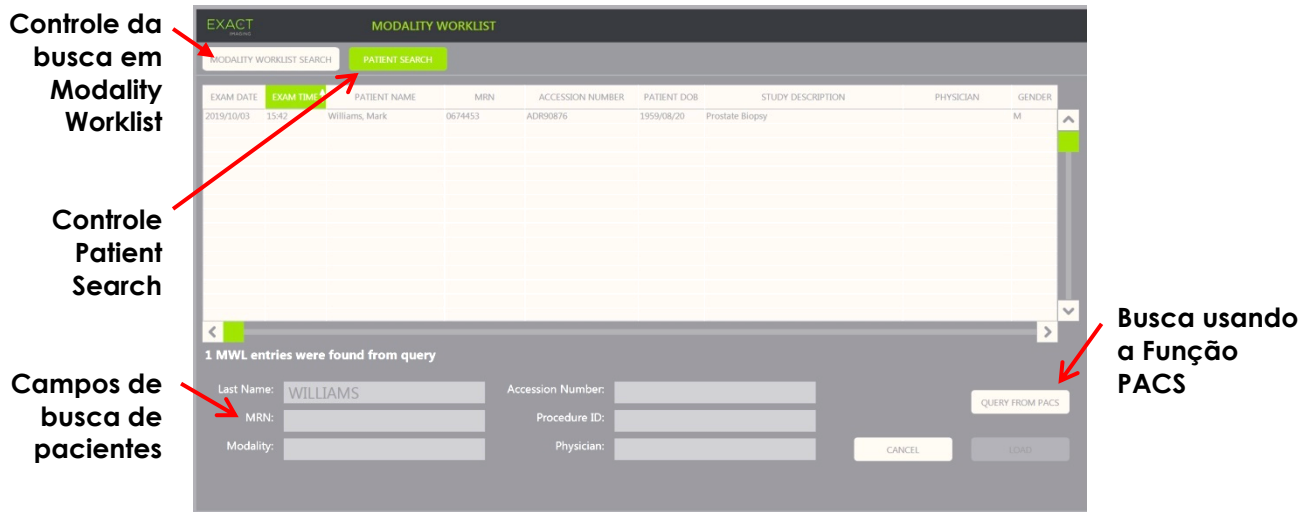 Controle da
busca em
Modality
Worklist
Controle
Patient
Search
Campos de
busca de
pacientes
EXACT
IMAGING
MODALITY WORKLIST
MODALITY WORKLIST SEARCH PATIENT SEARCH
EXAM DATE EXAM TIME PATIENT NAME MRN ACCESSION NUMBER PATIENT DOB STUDY DESCRIPTION PHYSICIAN GENDER
2019/10/03 15:42 Williams, Mark 0674453 ADR90876 1959/08/20 Prostate Biopsy M
1 MWL entries were found from query
Last Name: WILLIAMS Accession Number:
MRN: Procedure ID:
Modality: Physician:
QUERY FROM PACS
CANCEL LOAD
Busca usando
a Função
PACS